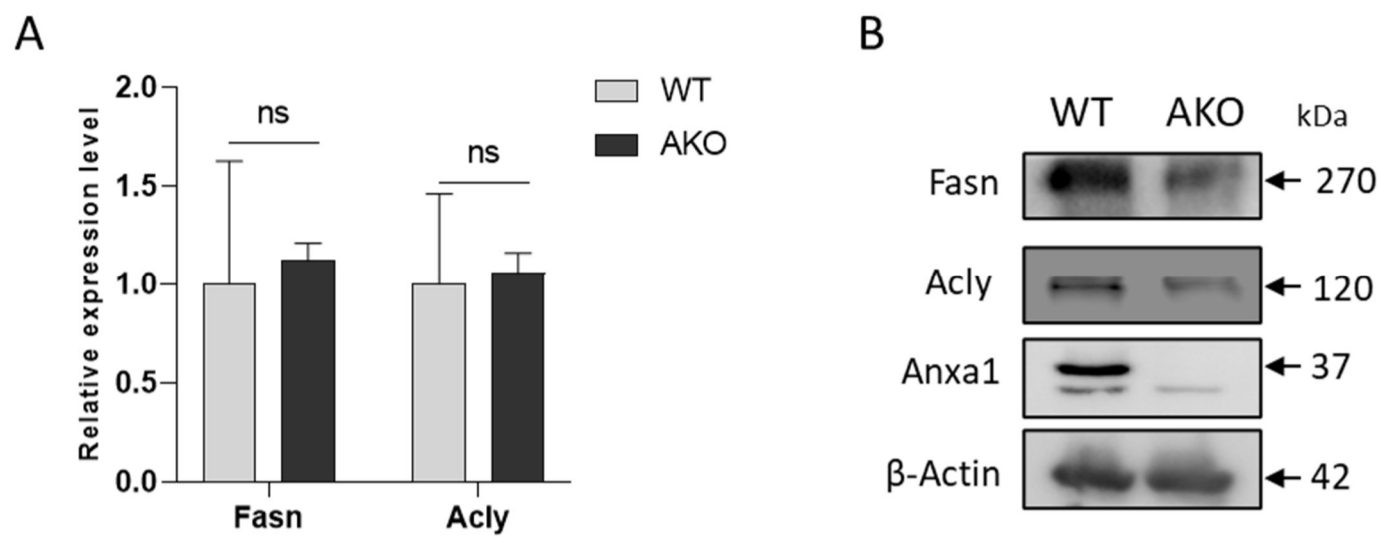 A
Relative expression level
2.0
1.5
1.0
0.5
0.0
ns
ns
Fasn
Acly
WT
AKO
B
WT AKO kDa
Fasn 270
Acly 120
Anxa1 37
β-Actin 42